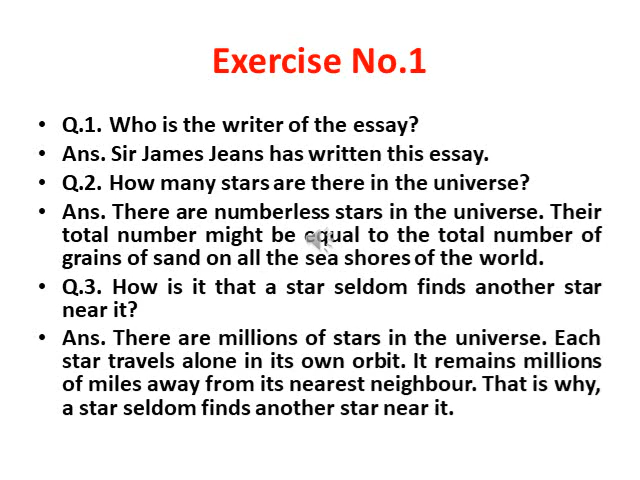 Exercise No.1
• Q.1. Who is the writer of the essay?
• Ans. Sir James Jeans has written this essay.
• Q.2. How many stars are there in the universe?
• Ans. There are numberless stars in the universe. Their
total number might be equal to the total number of
grains of sand on all the sea shores of the world.
• Q.3. How is it that a star seldom finds another star
near it?
• Ans. There are millions of stars in the universe. Each
star travels alone in its own orbit. It remains millions
of miles away from its nearest neighbour. That is why,
a star seldom finds another star near it.